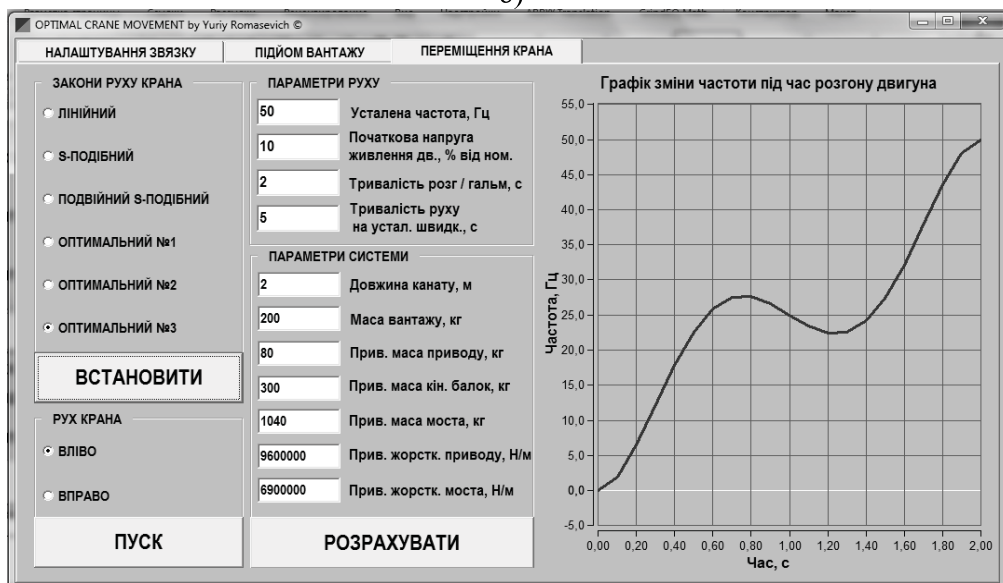 OPTIMAL CRANE MOVEMENT by Yuriy Romasevich ©
НАЛАШТУВАННЯ ЗВЯЗКУ
ПІДЙОМ ВАНТАЖУ
ПЕРЕМІЩЕННЯ КРАНА
ЗАКОНИ РУХУ КРАНА
ЛІНІЙНИЙ
S-ПОДІБНИЙ
ПОДВІЙНИЙ S-ПОДІБНИЙ
ОПТИМАЛЬНИЙ №1
ОПТИМАЛЬНИЙ №2
ОПТИМАЛЬНИЙ №3
ВСТАНОВИТИ
РУХ КРАНА
ВЛІВО
ВПРАВО
ПУСК
ПАРАМЕТРИ РУХУ
50 Усталена частота, Гц
10 Початкова напруга
живлення дв., % від ном.
2 Тривалість розг / гальм, с
5 Тривалість руху
на устал. швидк., с
ПАРАМЕТРИ СИСТЕМИ
2 Довжина канату, м
200 Маса вантажу, кг
80 Прив. маса приводу, кг
300 Прив. маса кін. балок, кг
1040 Прив. маса моста, кг
9600000 Прив. жорстк. приводу, Н/м
6900000 Прив. жорстк. моста, Н/м
РОЗРАХУВАТИ
Графік зміни частоти під час розгону двигуна
Частота, Гц
55,0
50,0
45,0
40,0
35,0
30,0
25,0
20,0
15,0
10,0
5,0
0,0
-5,0
0,00 0,20 0,40 0,60 0,80 1,00 1,20 1,40 1,60 1,80 2,00
Час, с